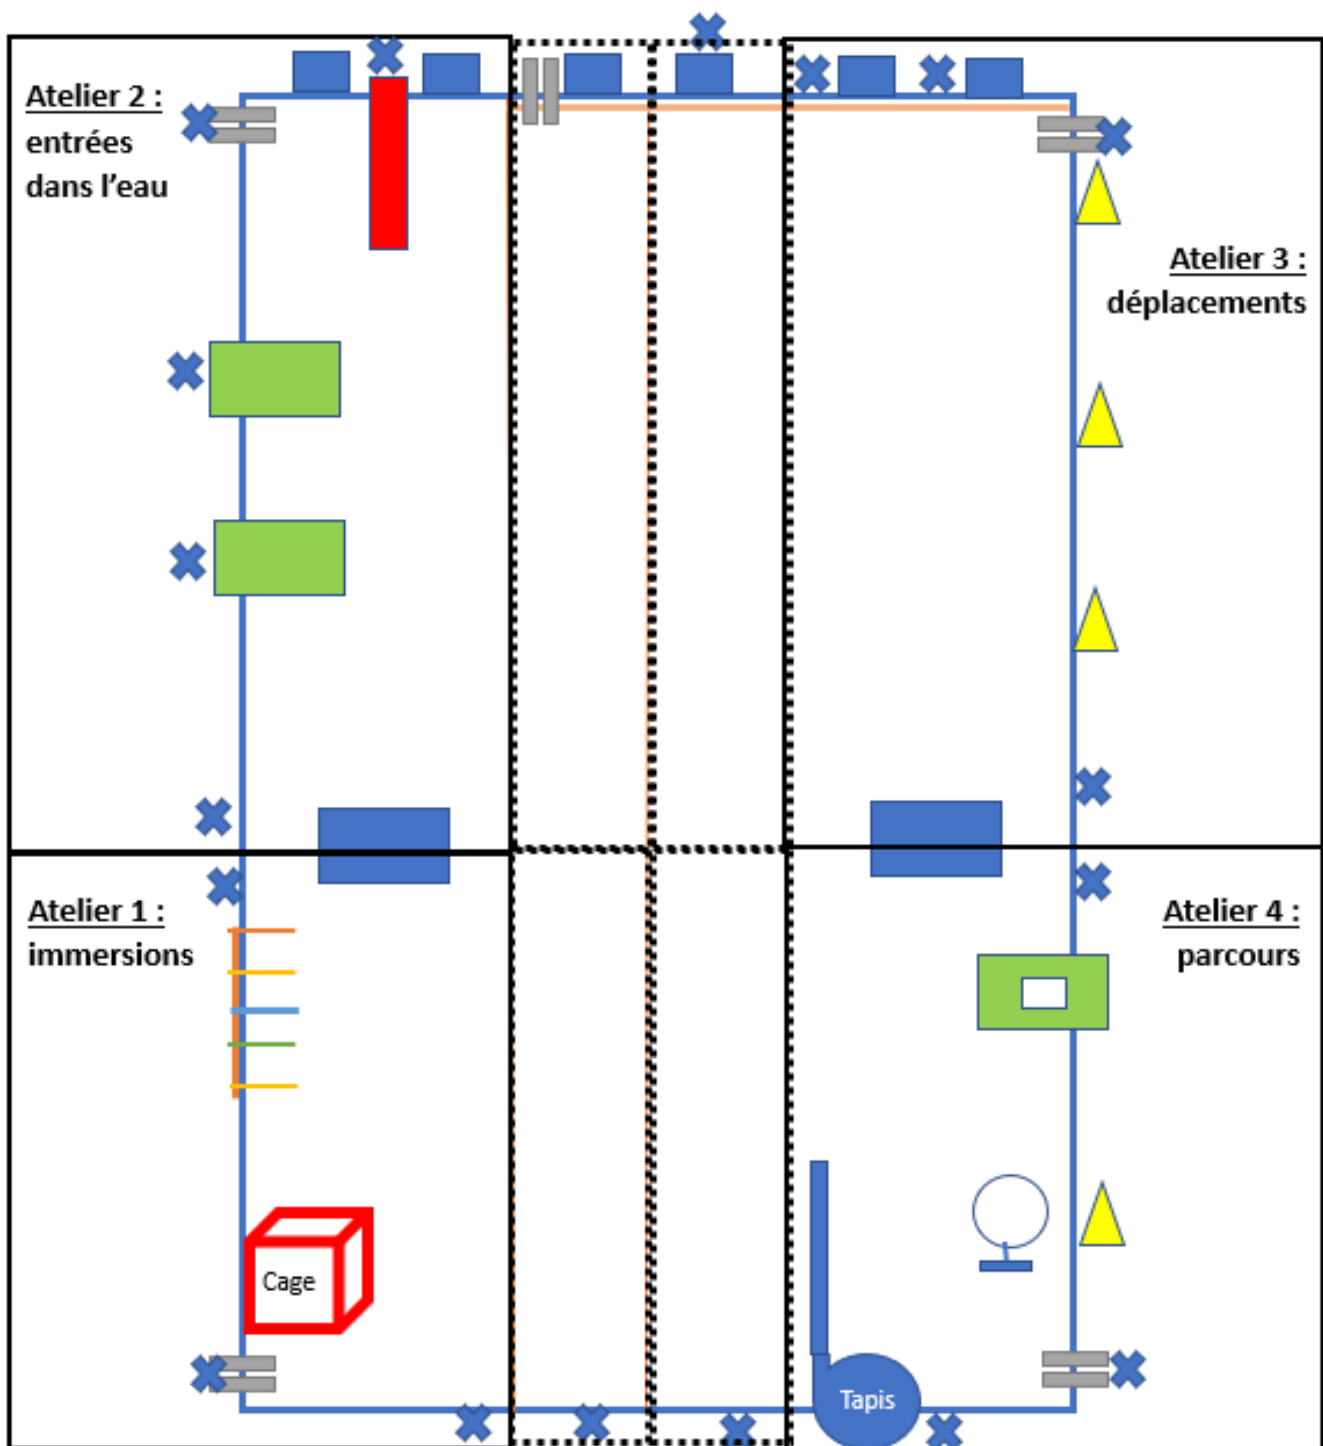 Atelier 2 :
entrées
dans l’eau
Atelier 3 :
déplacements
Atelier 1 :
immersions
Atelier 4 :
parcours
Cage
Tapis